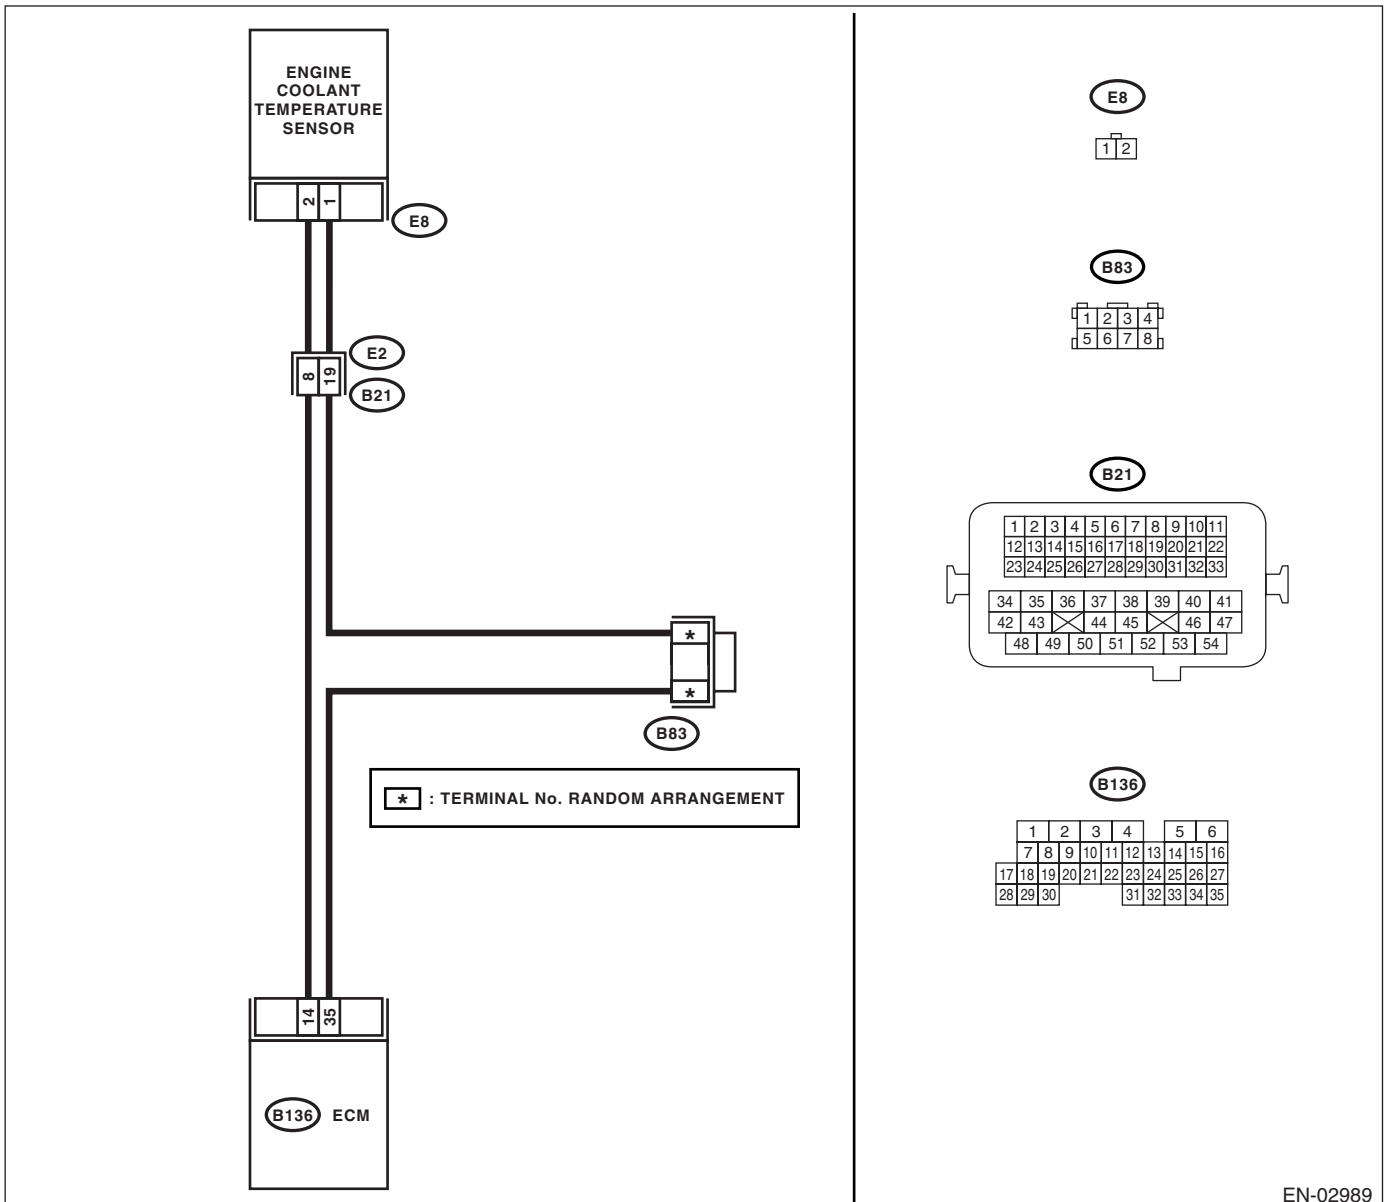 ENGINE
COOLANT
TEMPERATURE
SENSOR
2 1
E8
E2
8 19
B21
*
*
B83
* : TERMINAL No. RANDOM ARRANGEMENT
14 35
B136 ECM
E8
1 2
B83
1 2 3 4
5 6 7 8
B21
1 2 3 4 5 6 7 8 9 10 11
12 13 14 15 16 17 18 19 20 21 22
23 24 25 26 27 28 29 30 31 32 33
34 35 36 37 38 39 40 41
42 43 44 45 46 47
48 49 50 51 52 53 54
B136
1 2 3 4 5 6
7 8 9 10 11 12 13 14 15 16
17 18 19 20 21 22 23 24 25 26 27
28 29 30 31 32 33 34 35
EN-02989